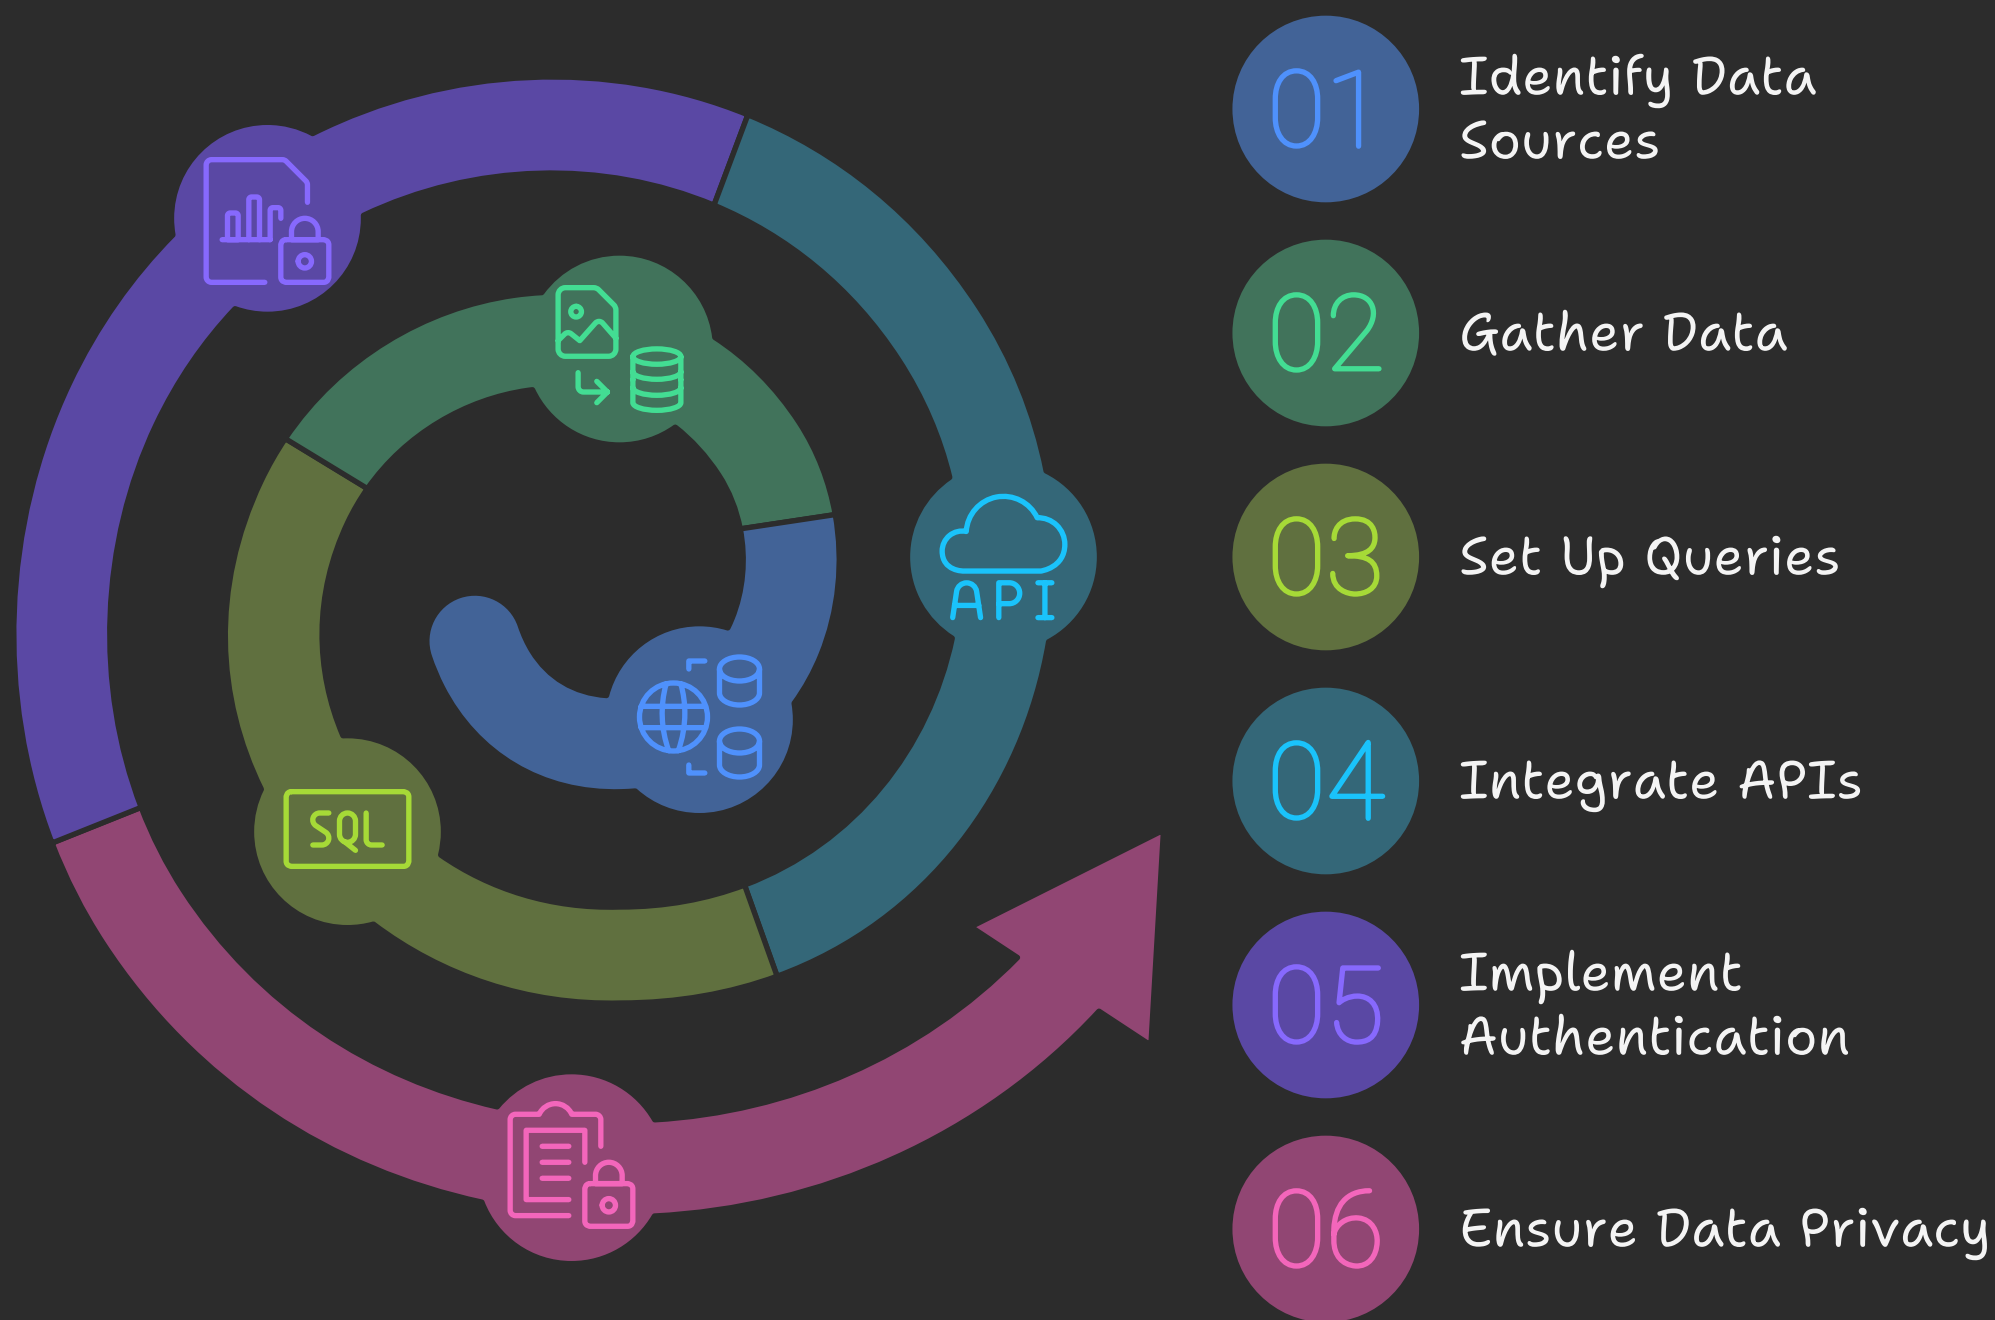 01
Identify Data
Sources
02
Gather Data
03
Set Up Queries
04
Integrate APIs
05
Implement
Authentication
06
Ensure Data Privacy
API
SQL